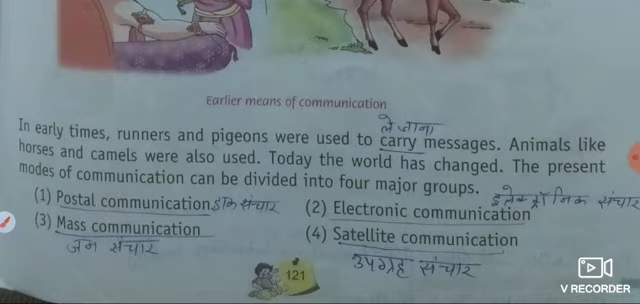 Earlier means of communication
ले जाना
In early times, runners and pigeons were used to carry messages. Animals like
horses and camels were also used. Today the world has changed. The present
modes of communication can be divided into four major groups.
(1) Postal communication डाक संचार (2) Electronic communication इलेक्ट्रॉनिक संचार
(3) Mass communication (4) Satellite communication
जन संचार उपग्रह संचार
121
V RECORDER